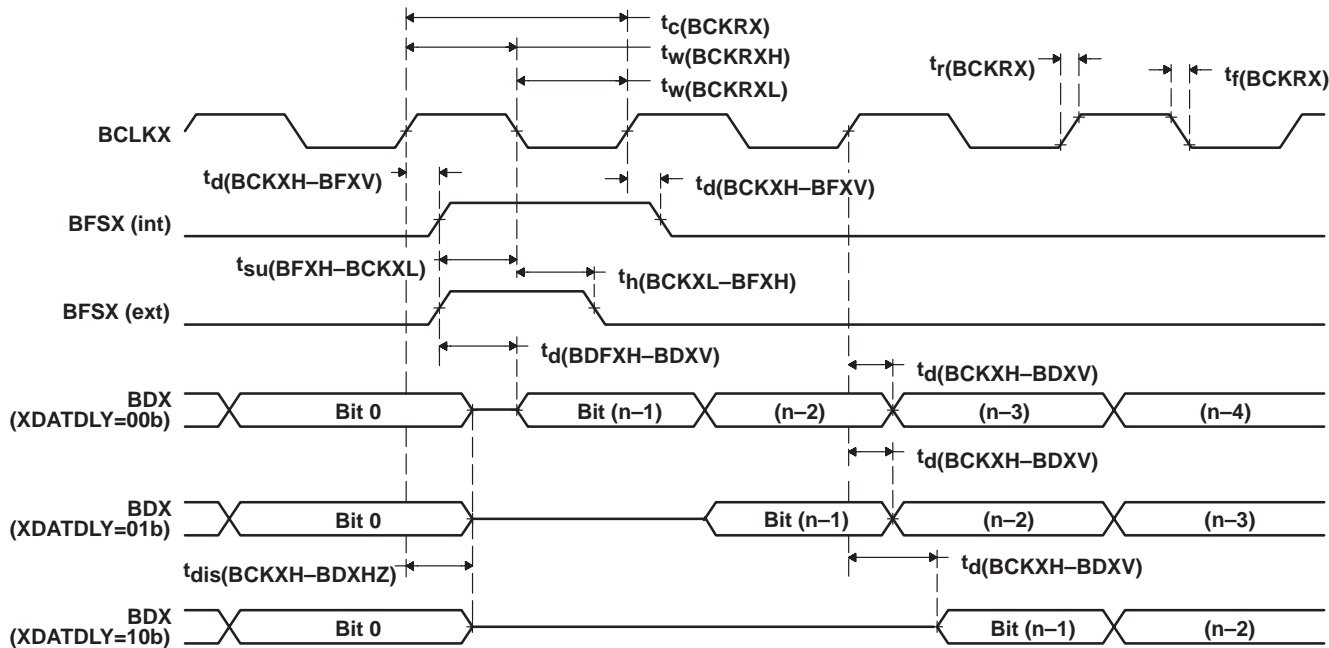 tc(BCKRX)
tw(BCKRXH)
tr(BCKRX)
tf(BCKRX)
tw(BCKRXL)
BCLKX
td(BCKXH–BFXV)
td(BCKXH–BFXV)
BFSX (int)
tsu(BFXH–BCKXL)
th(BCKXL–BFXH)
BFSX (ext)
td(BDFXH–BDXV)
td(BCKXH–BDXV)
BDX
(XDATDLY=00b)
Bit 0
Bit (n–1)
(n–2)
(n–3)
(n–4)
td(BCKXH–BDXV)
BDX
(XDATDLY=01b)
Bit 0
Bit (n–1)
(n–2)
(n–3)
tdis(BCKXH–BDXHZ)
td(BCKXH–BDXV)
BDX
(XDATDLY=10b)
Bit 0
Bit (n–1)
(n–2)